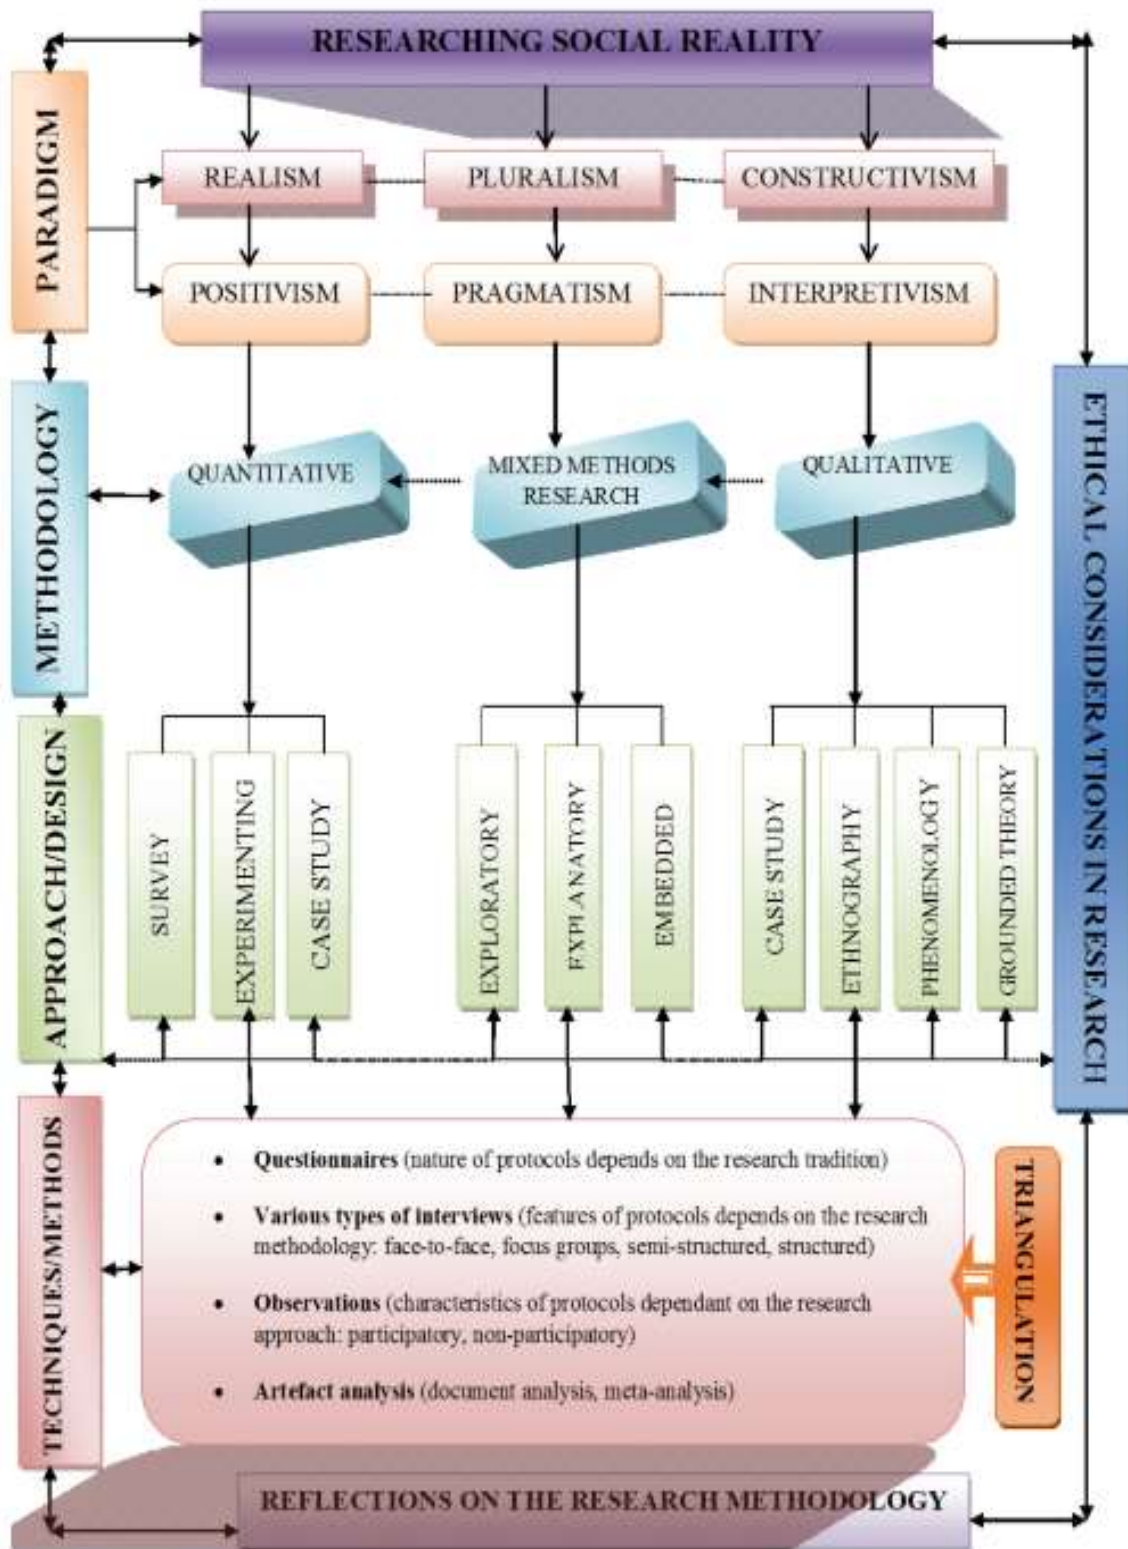 RESEARCHING SOCIAL REALITY
PARADIGM
REALISM
PLURALISM
CONSTRUCTIVISM
POSITIVISM
PRAGMATISM
INTERPRETIVISM
METHODOLOGY
QUANTITATIVE
MIXED METHODS
RESEARCH
QUALITATIVE
ETHICAL CONSIDERATIONS IN RESEARCH
APPROACH/DESIGN
SURVEY
EXPERIMENTING
CASE STUDY
EXPLORATORY
EXPLANATORY
EMBEDDED
CASE STUDY
ETHNOGRAPHY
PHENOMENOLOGY
GROUNDED THEORY
TECHNIQUES/METHODS
• Questionnaires (nature of protocols depends on the research tradition)
• Various types of interviews (features of protocols depends on the research
methodology: face-to-face, focus groups, semi-structured, structured)
• Observations (characteristics of protocols dependant on the research
approach: participatory, non-participatory)
• Artefact analysis (document analysis, meta-analysis)
TRIANGULATION
REFLECTIONS ON THE RESEARCH METHODOLOGY